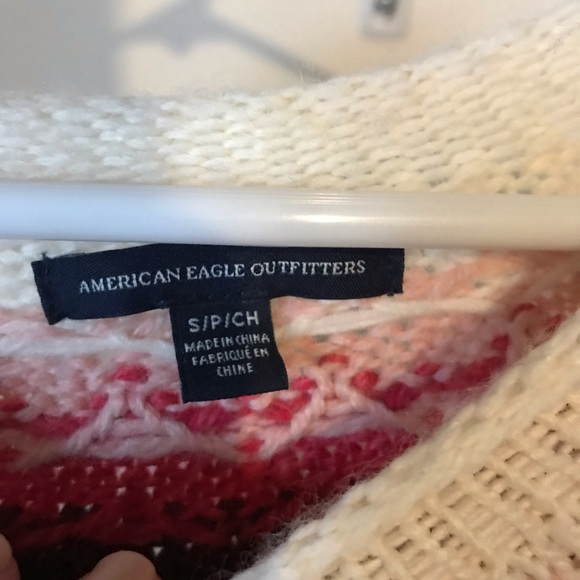 AMERICAN EAGLE OUTFITTERS
S/P/CH
MADE IN CHINA
FABRIQUÉ EN
CHINE